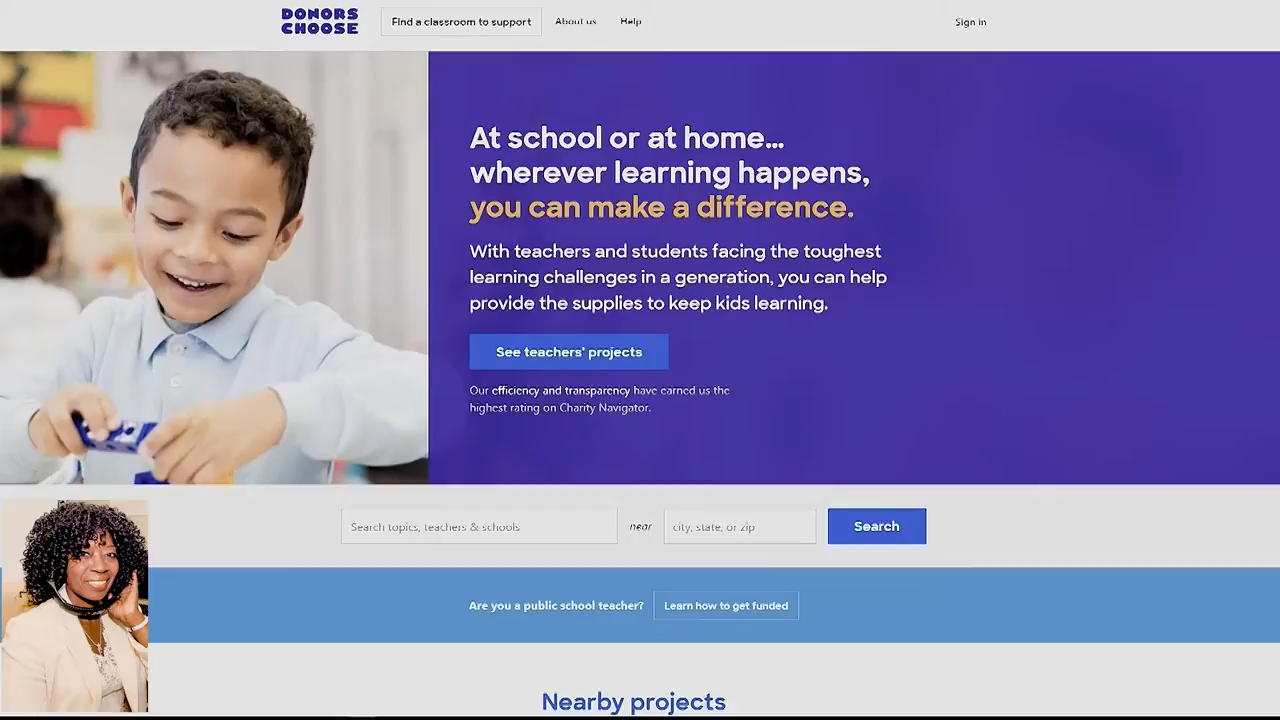 DONORS
CHOOSE
Find a classroom to support
About us
Help
Sign in
At school or at home...
wherever learning happens,
you can make a difference.
With teachers and students facing the toughest
learning challenges in a generation, you can help
provide the supplies to keep kids learning.
See teachers' projects
Our efficiency and transparency have earned us the
highest rating on Charity Navigator.
Search topics, teachers & schools
near
city, state, or zip
Search
Are you a public school teacher?
Learn how to get funded
Nearby projects